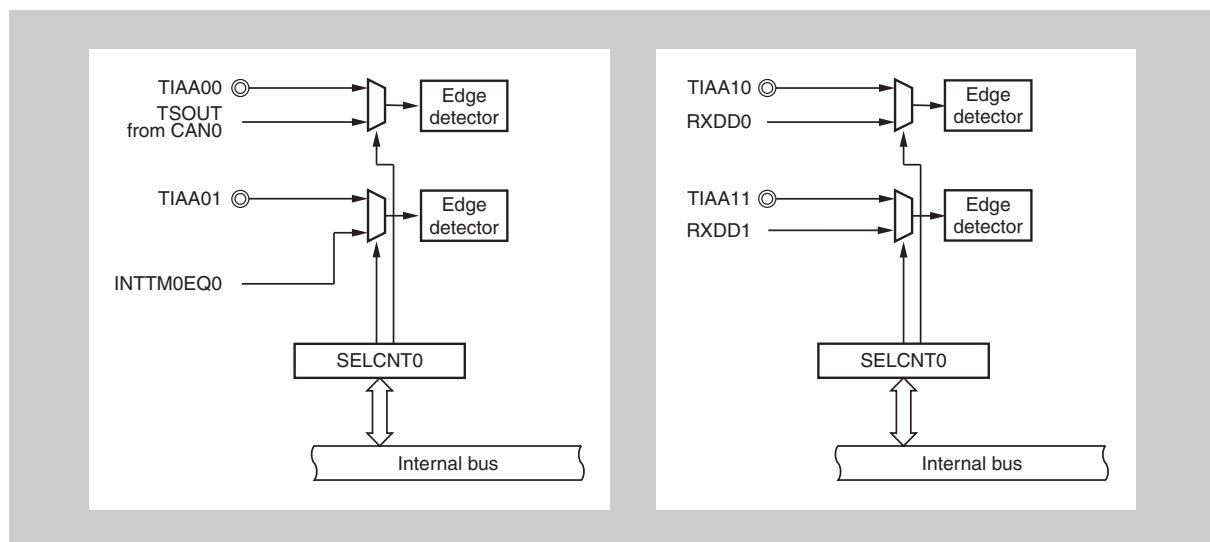 TIAA00
TSOUT
from CAN0
Edge
detector
TIAA01
Edge
detector
INTTM0EQ0
SELCNT0
Internal bus
TIAA10
RXDD0
Edge
detector
TIAA11
RXDD1
Edge
detector
SELCNT0
Internal bus